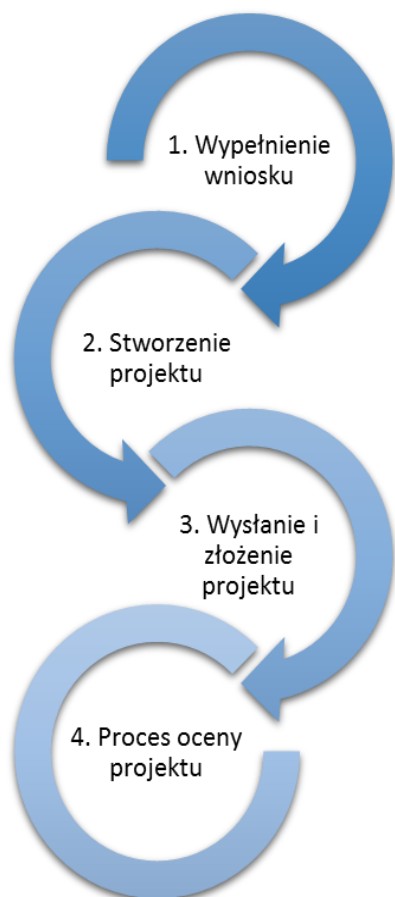 1. Wypełnienie
wniosku
2. Stworzenie
projektu
3. Wysłanie i
złożenie
projektu
4. Proces oceny
projektu